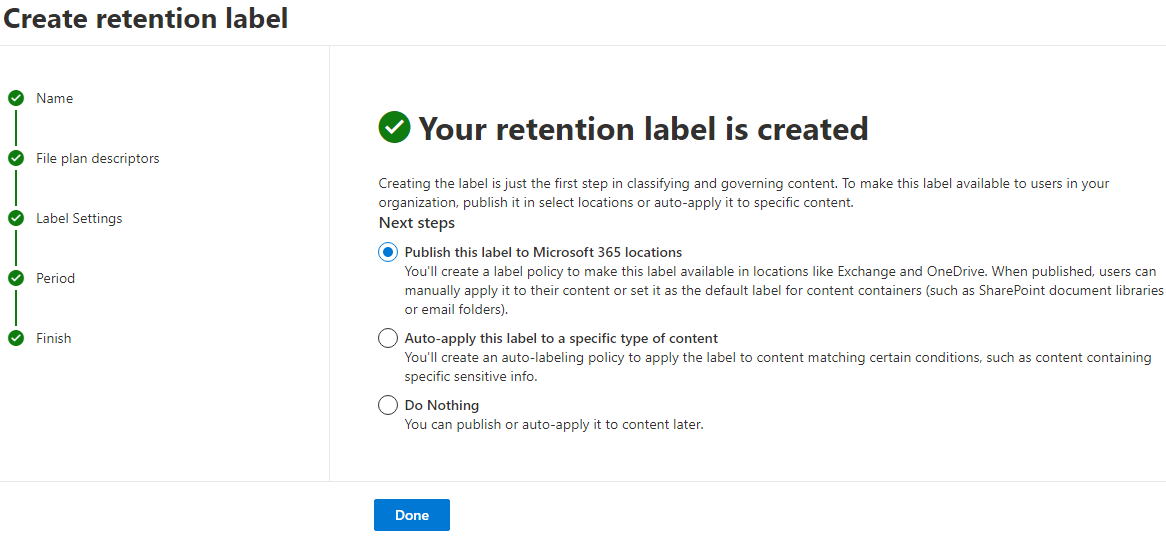 Create retention label
Name
File plan descriptors
Label Settings
Period
Finish
Your retention label is created
Creating the label is just the first step in classifying and governing content. To make this label available to users in your
organization, publish it in select locations or auto-apply it to specific content.
Next steps
Publish this label to Microsoft 365 locations
You'll create a label policy to make this label available in locations like Exchange and OneDrive. When published, users can
manually apply it to their content or set it as the default label for content containers (such as SharePoint document libraries
or email folders).
Auto-apply this label to a specific type of content
You'll create an auto-labeling policy to apply the label to content matching certain conditions, such as content containing
specific sensitive info.
Do Nothing
You can publish or auto-apply it to content later.
Done